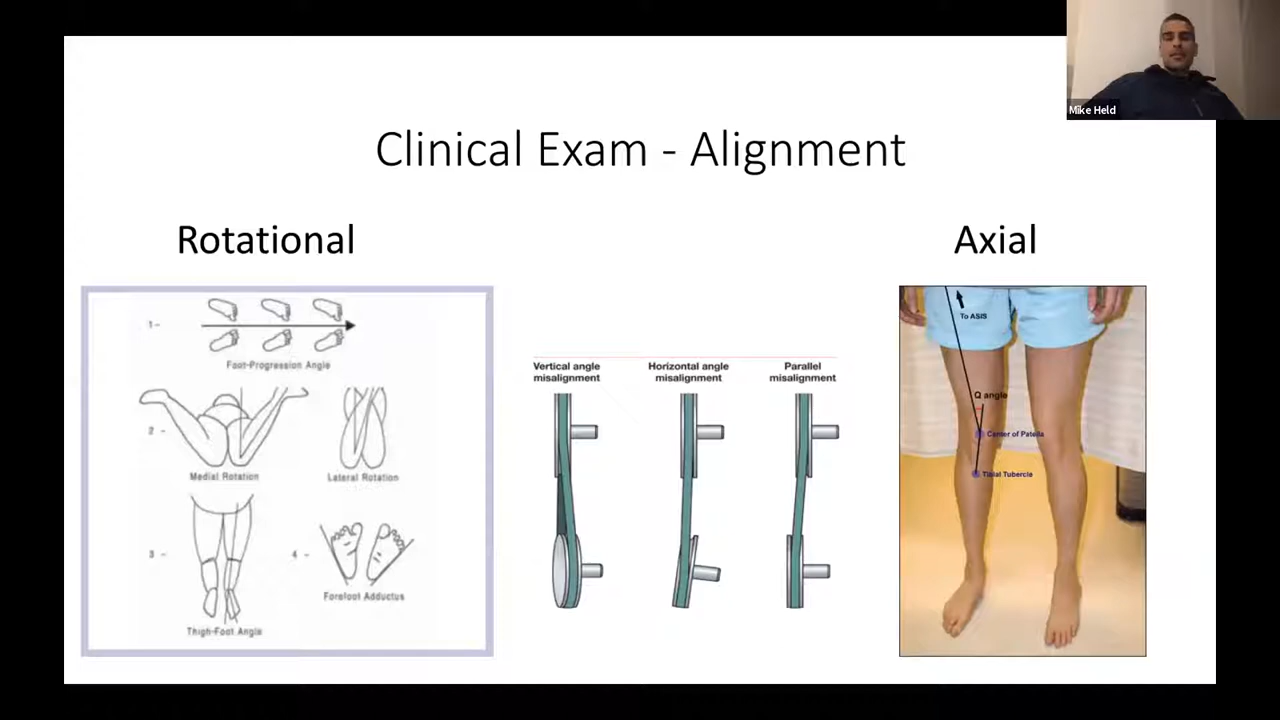 Mike Held
Clinical Exam - Alignment
Rotational
Axial
1-
Foot-Progression Angle
2 -
Medial Rotation
Lateral Rotation
3 -
Thigh-Foot Angle
4 -
Forefoot Adductus
Vertical angle
misalignment
Horizontal angle
misalignment
Parallel
misalignment
To ASIS
Q angle
Center of Patella
Tibial Tubercle